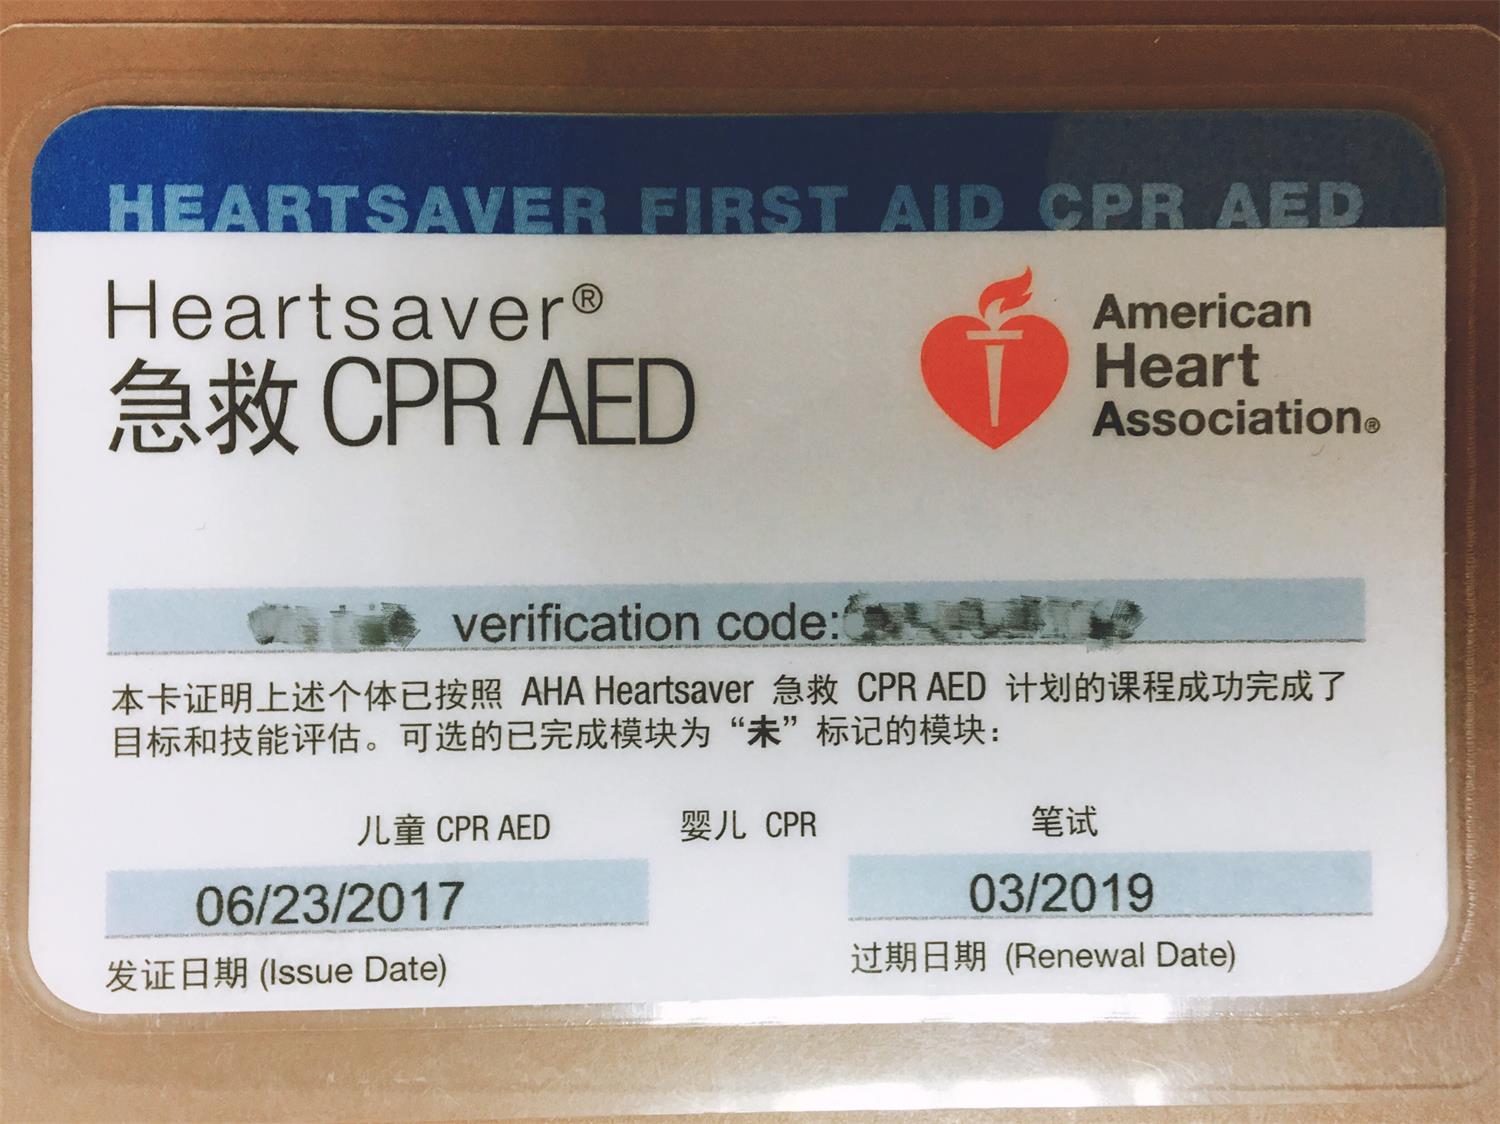 HEARTSAVER FIRST AID CPR AED
Heartsaver®
急救 CPR AED
American
Heart
Association®
verification code:
本卡证明上述个体已按照 AHA Heartsaver 急救 CPR AED 计划的课程成功完成了
目标和技能评估。可选的已完成模块为“未”标记的模块：
儿童 CPR AED 婴儿 CPR 笔试
06/23/2017 03/2019
发证日期 (Issue Date) 过期日期 (Renewal Date)